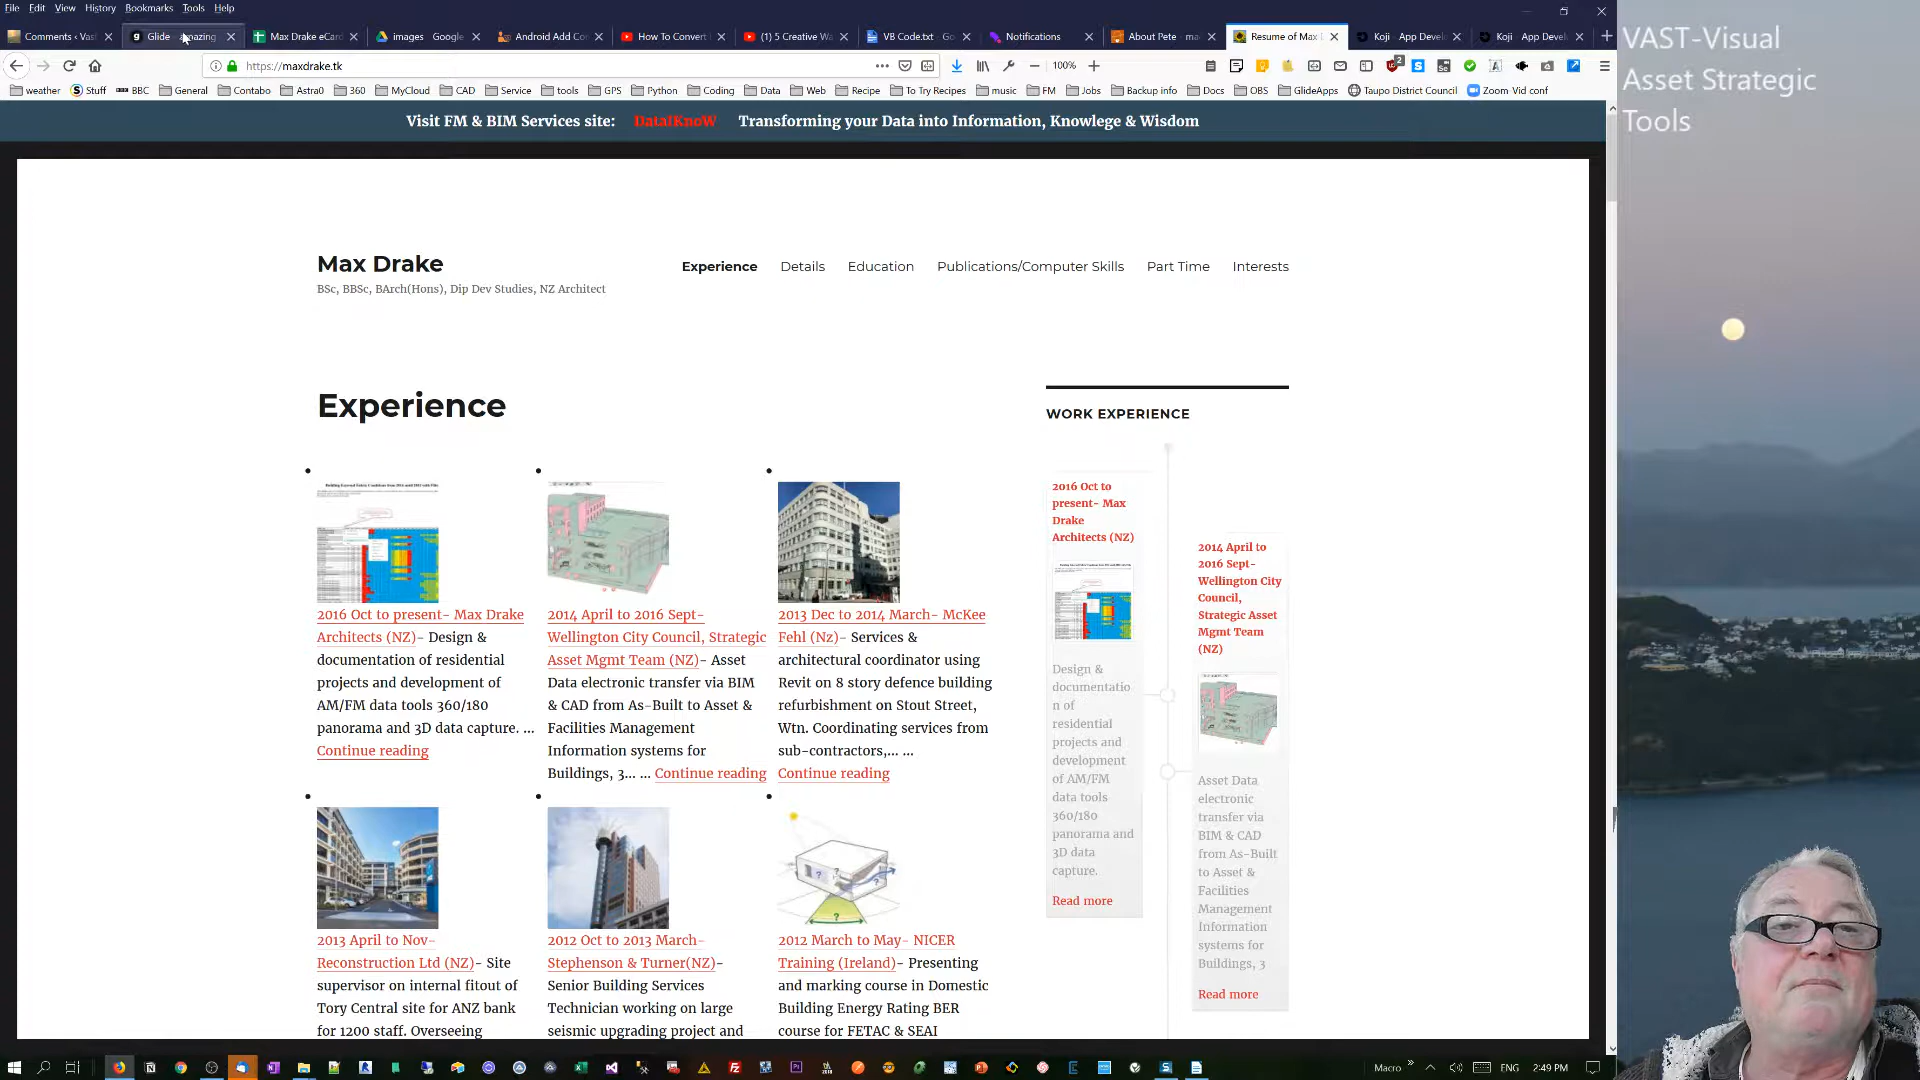 File Edit View History Bookmarks Tools Help
Comments ‹ Vas
Glide amazing
Max Drake eCar
images Google
Android Add Co
How To Convert
(1) 5 Creative Wa
VB Code.txt - Go
Notifications
About Pete - ma
Resume of Max
Koji - App Devel
Koji - App Devel
https://maxdrake.tk
100%
weather Stuff BBC General Contabo Astra0 360 MyCloud CAD Service tools GPS Python Coding Data Web Recipe To Try Recipes music FM Jobs Backup info Docs OBS GlideApps Taupo District Council Zoom Vid conf
Visit FM & BIM Services site: DataIKnoW Transforming your Data into Information, Knowlege & Wisdom
VAST-Visual
Asset Strategic
Tools
Max Drake
BSc, BBSc, BArch(Hons), Dip Dev Studies, NZ Architect
Experience Details Education Publications/Computer Skills Part Time Interests
Experience
2016 Oct to present- Max Drake
Architects (NZ)- Design &
documentation of residential
projects and development of
AM/FM data tools 360/180
panorama and 3D data capture. ...
Continue reading
2014 April to 2016 Sept-
Wellington City Council, Strategic
Asset Mgmt Team (NZ)- Asset
Data electronic transfer via BIM
& CAD from As-Built to Asset &
Facilities Management
Information systems for
Buildings, 3... ... Continue reading
2013 Dec to 2014 March- McKee
Fehl (Nz)- Services &
architectural coordinator using
Revit on 8 story defence building
refurbishment on Stout Street,
Wtn. Coordinating services from
sub-contractors,... ...
Continue reading
2013 April to Nov-
Reconstruction Ltd (NZ)- Site
supervisor on internal fitout of
Tory Central site for ANZ bank
for 1200 staff. Overseeing
2012 Oct to 2013 March-
Stephenson & Turner(NZ)-
Senior Building Services
Technician working on large
seismic upgrading project and
2012 March to May- NICER
Training (Ireland)- Presenting
and marking course in Domestic
Building Energy Rating BER
course for FETAC & SEAI
WORK EXPERIENCE
2016 Oct to
present- Max
Drake
Architects (NZ)
Design &
documentatio
n of
residential
projects and
development
of AM/FM
data tools
360/180
panorama and
3D data
capture.
Read more
2014 April to
2016 Sept-
Wellington City
Council,
Strategic Asset
Mgmt Team
(NZ)
Asset Data
electronic
transfer via
BIM & CAD
from As-Built
to Asset &
Facilities
Management
Information
systems for
Buildings, 3
Read more
Macro
ENG
2:49 PM